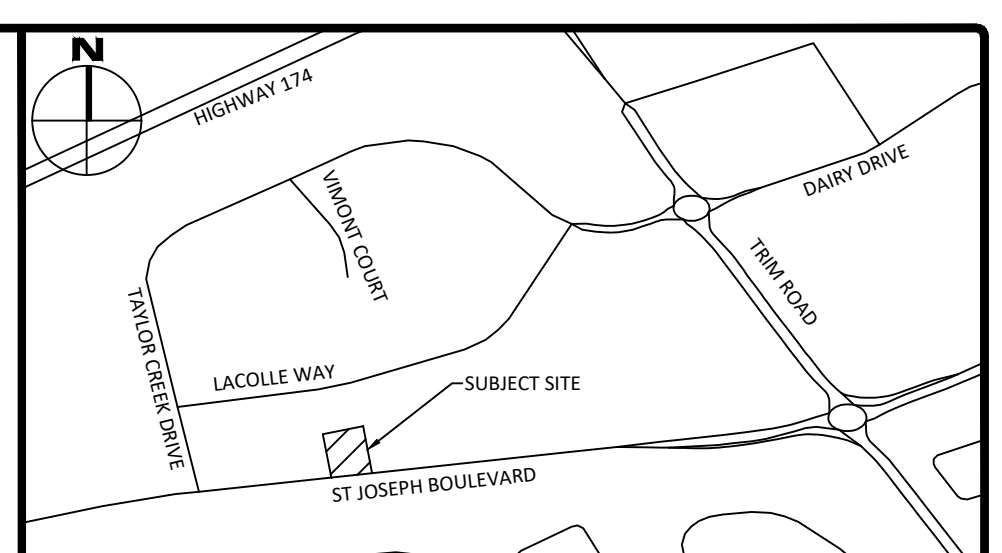 N
HIGHWAY 174
VIMONT COURT
DAIRY DRIVE
TRIM ROAD
TAYLOR CREEK DRIVE
LACOLLE WAY
SUBJECT SITE
ST JOSEPH BOULEVARD